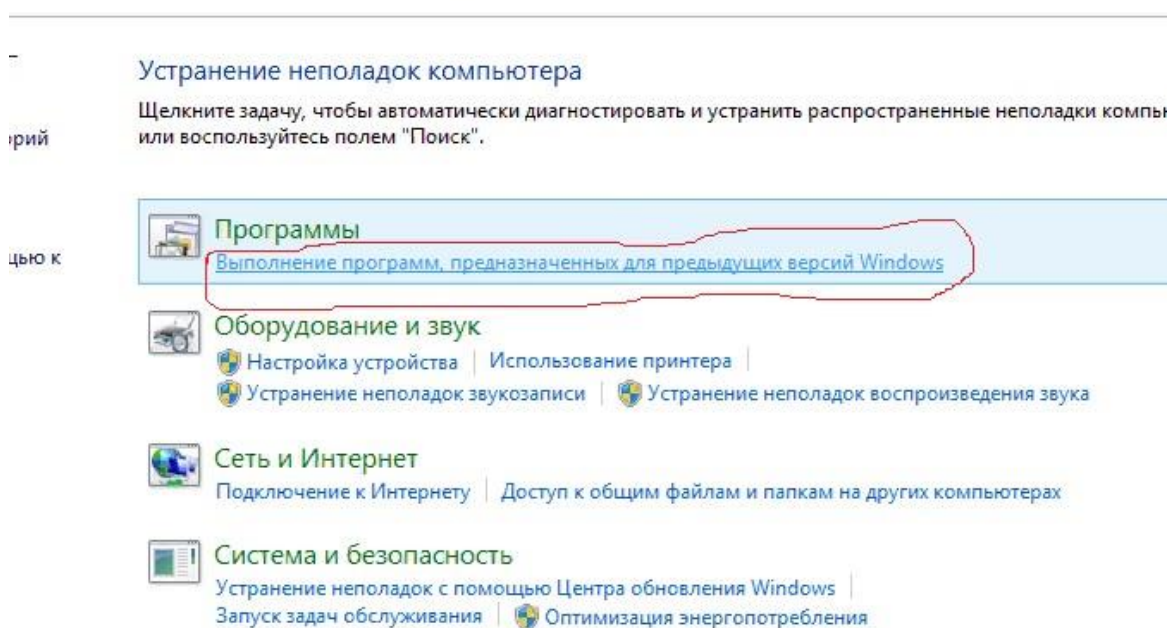 Устранение неполадок компьютера
Щелкните задачу, чтобы автоматически диагностировать и устранить распространенные неполадки компь
или воспользуйтесь полем "Поиск".
орий
Программы
Выполнение программ, предназначенных для предыдущих версий Windows
щью к
Оборудование и звук
Настройка устройства Использование принтера
Устранение неполадок звукозаписи Устранение неполадок воспроизведения звука
Сеть и Интернет
Подключение к Интернету Доступ к общим файлам и папкам на других компьютерах
Система и безопасность
Устранение неполадок с помощью Центра обновления Windows
Запуск задач обслуживания Оптимизация энергопотребления